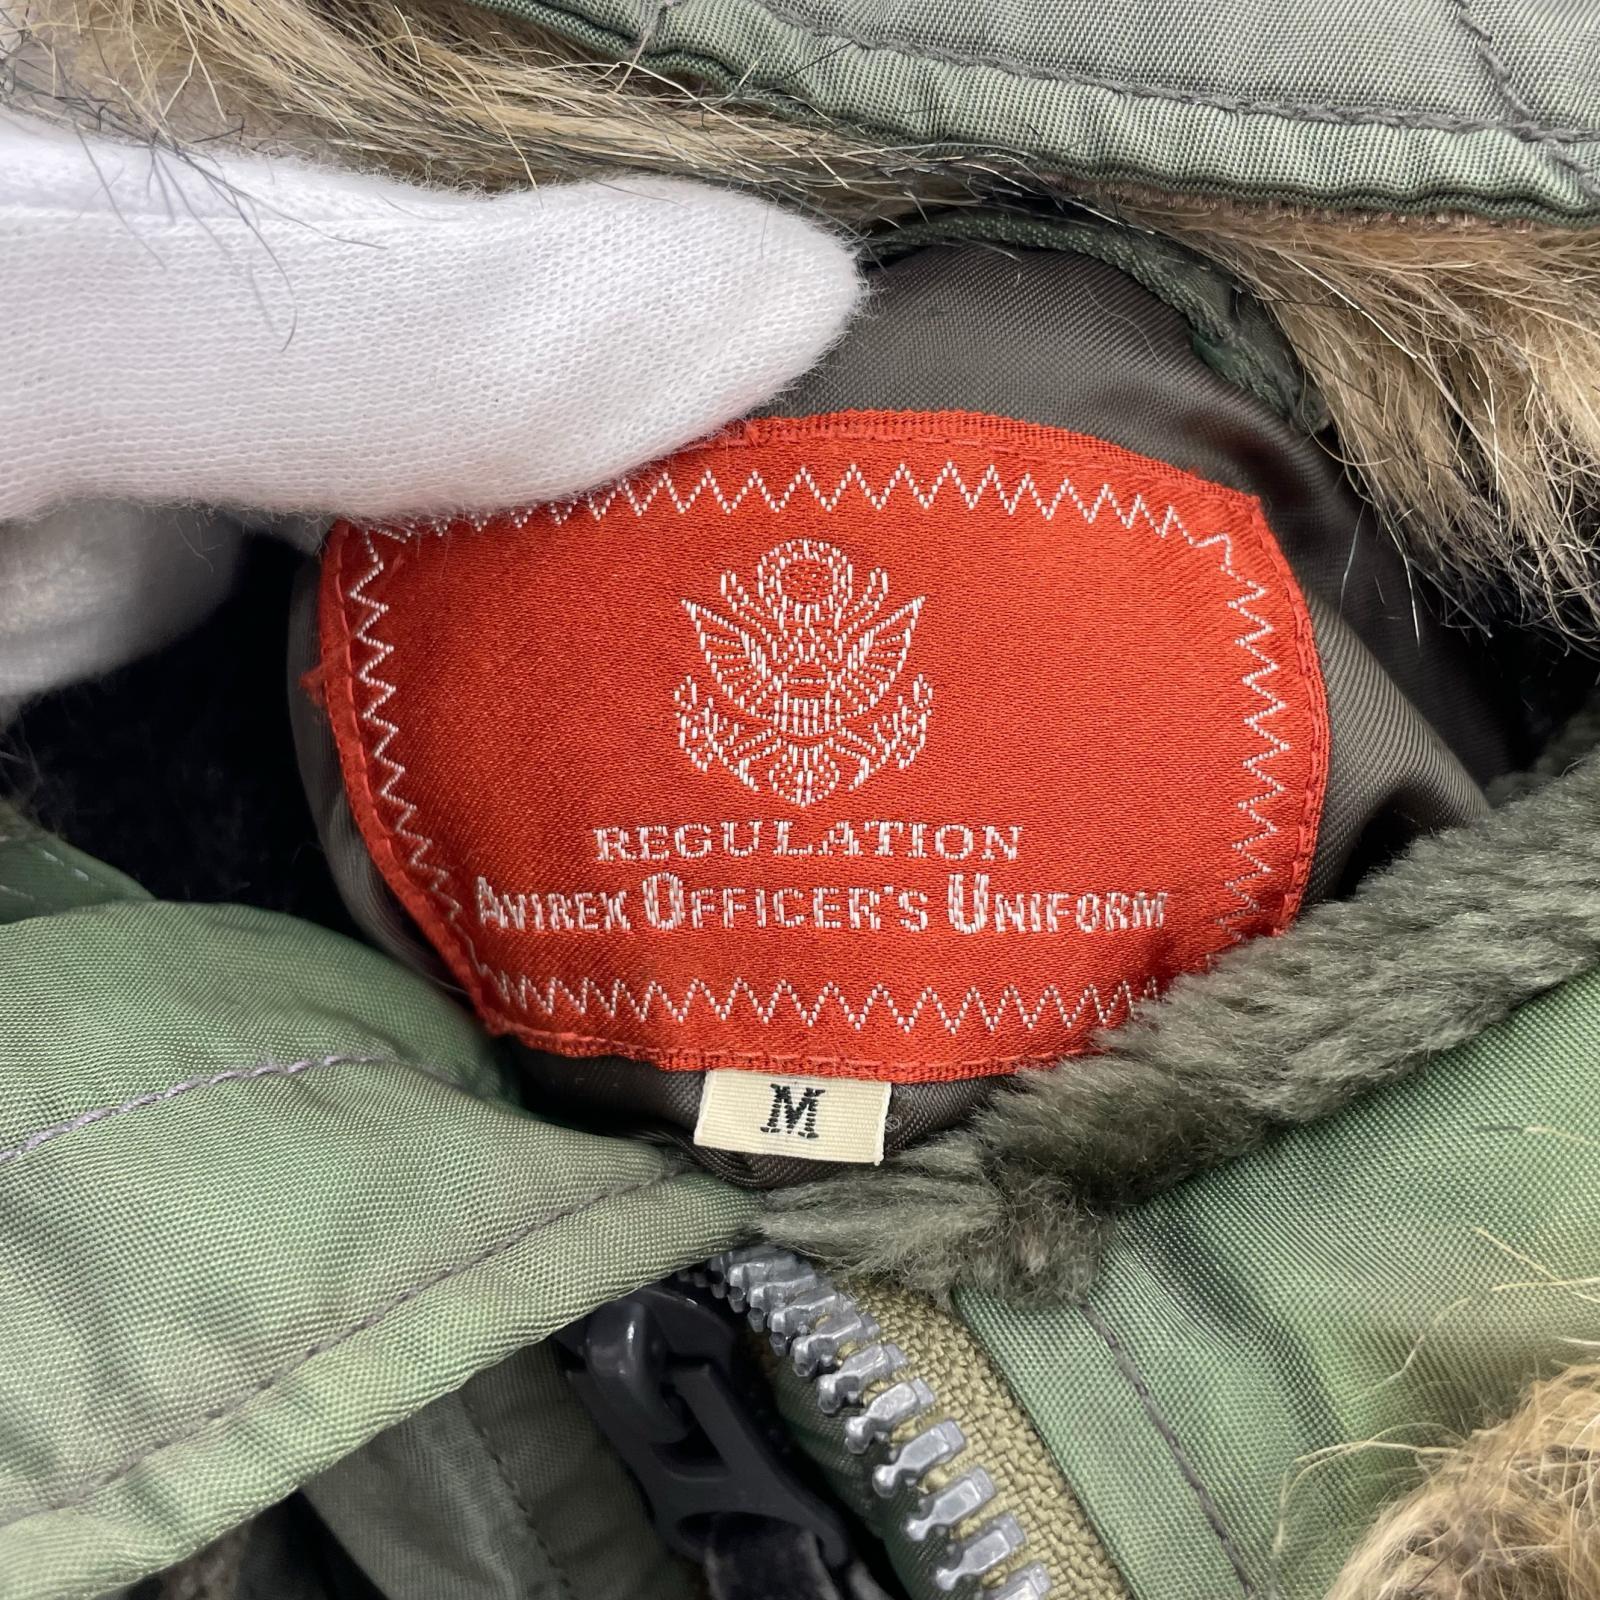 REGULATION
AVIREX OFFICER'S UNIFORM
M